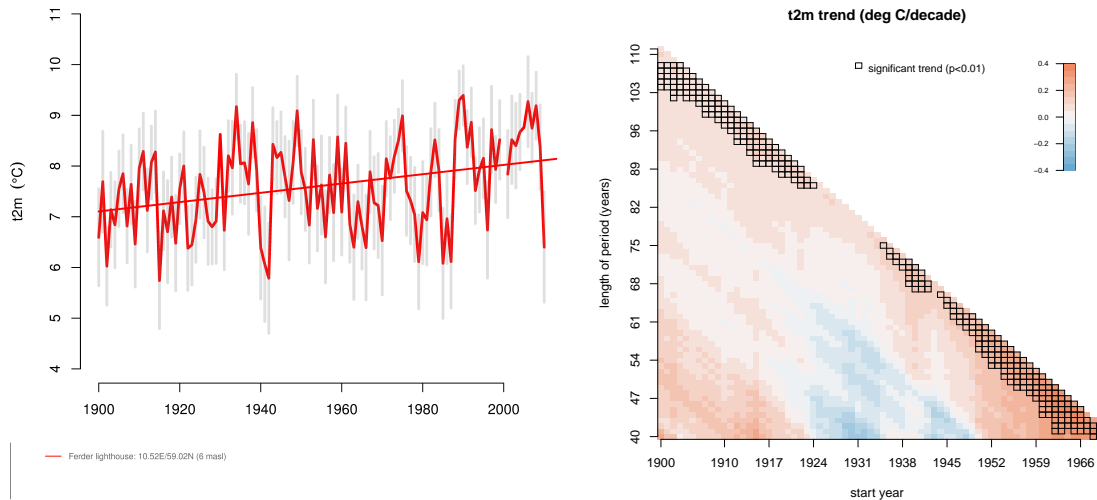 t2m trend (deg C/decade)
t2m (°C)
4 5 6 7 8 9 10 11
1900 1920 1940 1960 1980 2000
Ferder lighthouse: 10.52E/59.02N (6 masl)
length of period (years)
40 47 54 61 68 75 82 89 96 103 110
significant trend (p<0.01)
0.4
0.2
0.0
−0.2
−0.4
1900 1910 1917 1924 1931 1938 1945 1952 1959 1966
start year